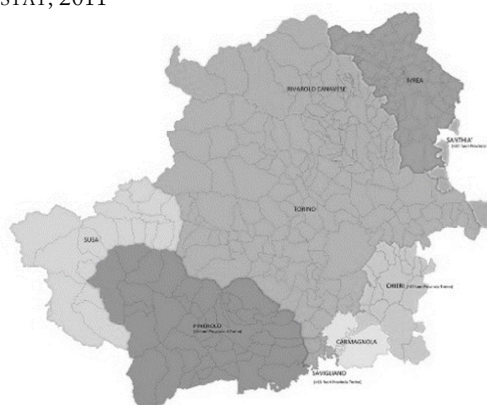 ISTAT, 2011
IVREA
RIVAROLO CANAVESE
SANTHIA'
TORINO
SUSA
CHIERI
PINEROLO
CARMAGNOLA
SAVIGLIANO